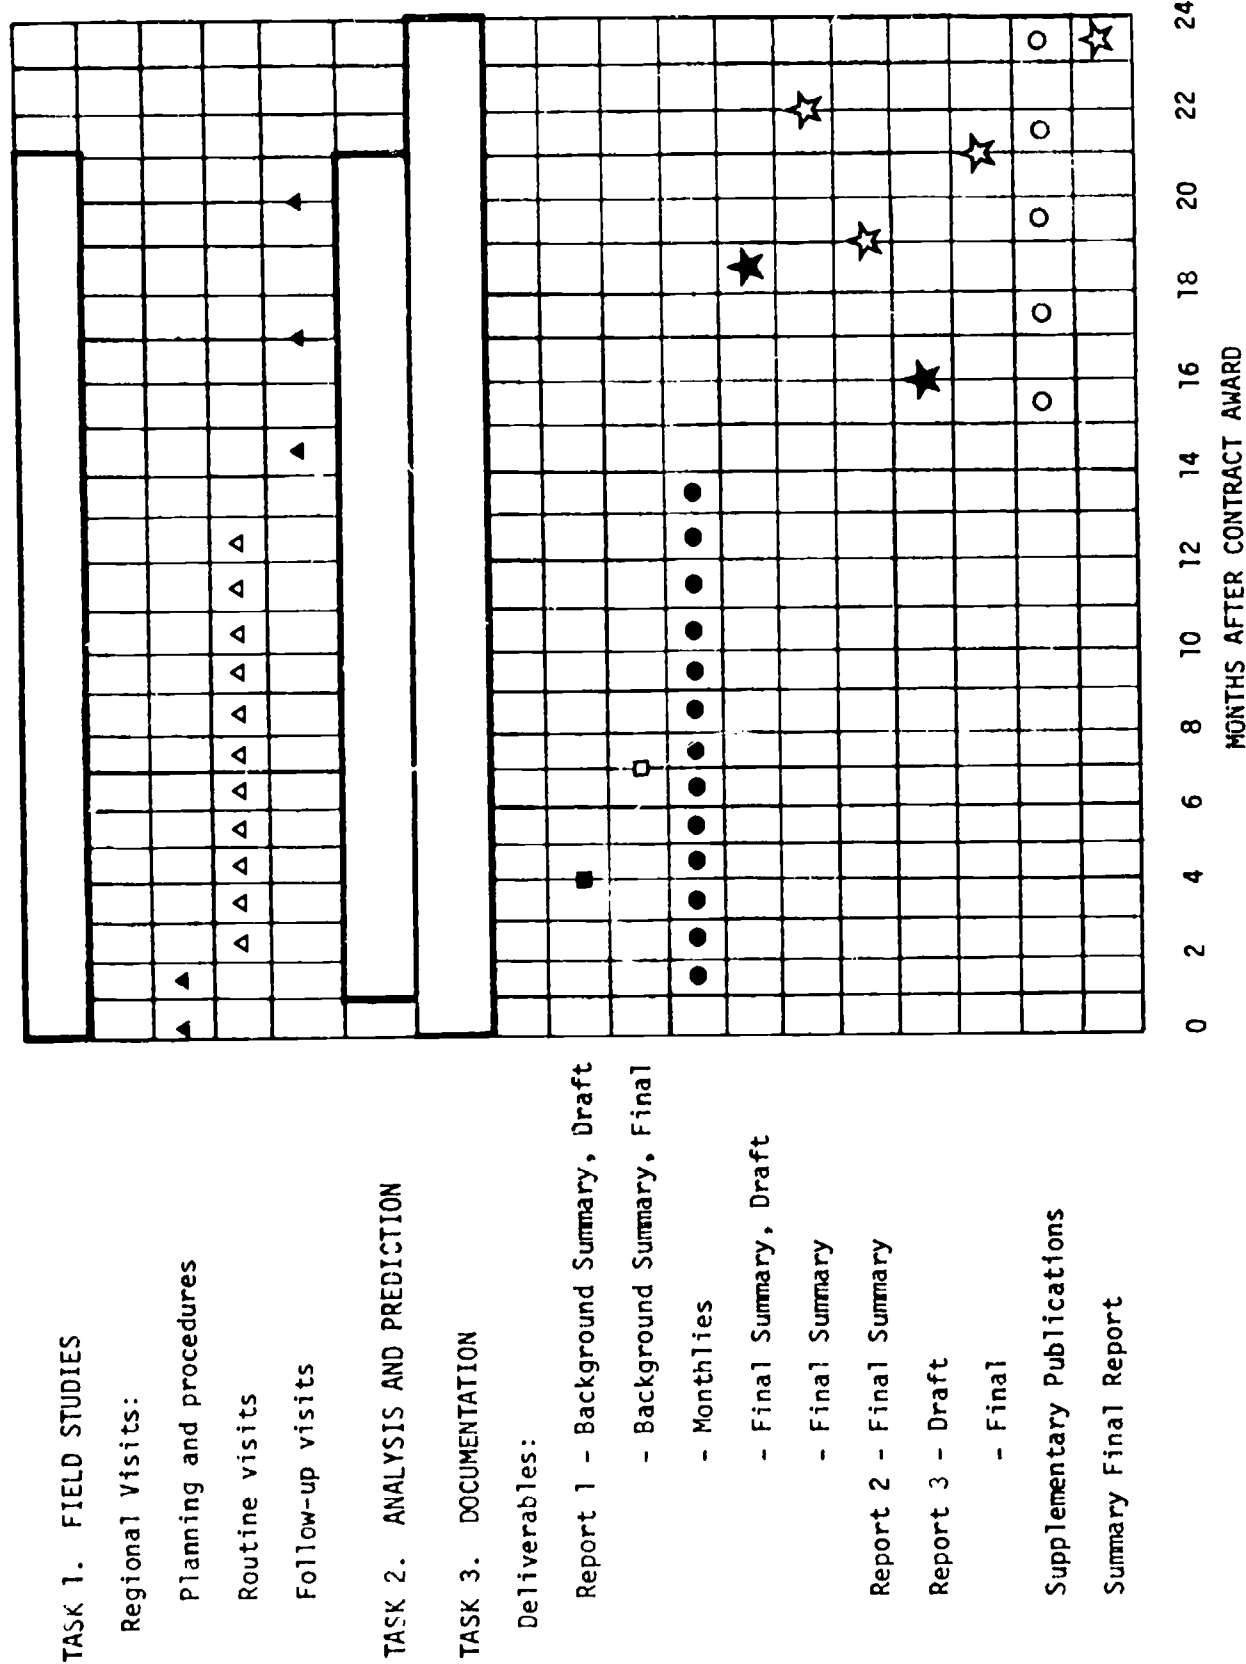 TASK 1. FIELD STUDIES
Regional Visits:
Planning and procedures
Routine visits
Follow-up visits
TASK 2. ANALYSIS AND PREDICTION
TASK 3. DOCUMENTATION
Deliverables:
Report 1 - Background Summary, Draft
- Background Summary, Final
- Monthlies
- Final Summary, Draft
- Final Summary
Report 2 - Final Summary
Report 3 - Draft
- Final
Supplementary Publications
Summary Final Report
0 2 4 6 8 10 12 14 16 18 20 22 24
MONTHS AFTER CONTRACT AWARD